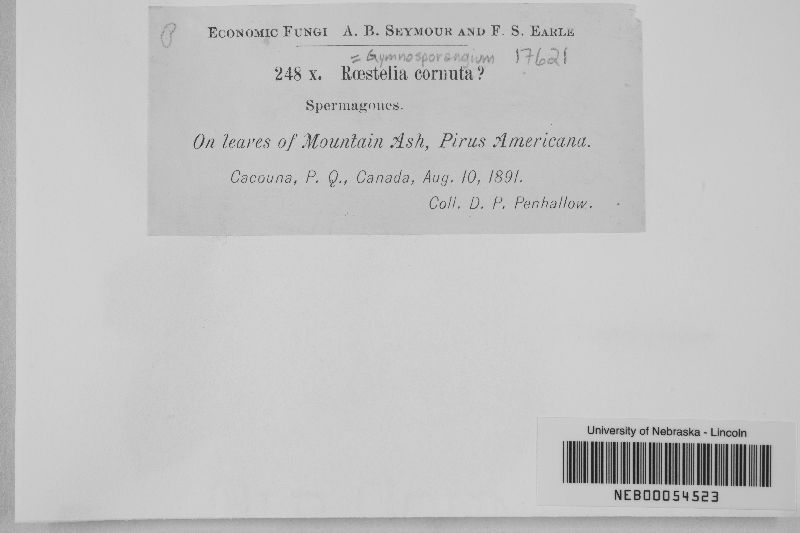 Economic Fungi A. B. Seymour and F. S. Earle
= Gymnosporangium 17621
248 x. Rœstelia cornuta?
Spermagones.
On leaves of Mountain Ash, Pirus Americana.
Cacouna, P. Q., Canada, Aug. 10, 1891.
Coll. D. P. Penhallow.
University of Nebraska - Lincoln
NEB00054523